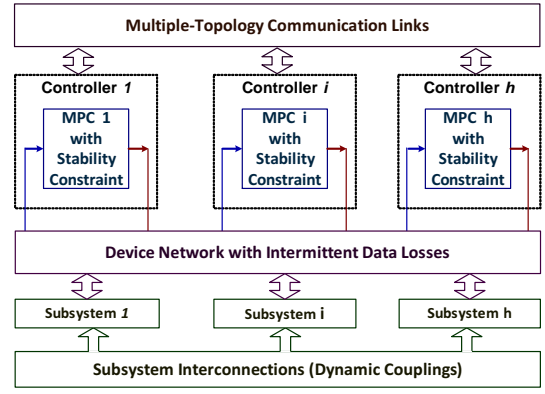 Multiple-Topology Communication Links
Controller 1
Controller i
Controller h
MPC 1
with
Stability
Constraint
MPC i
with
Stability
Constraint
MPC h
with
Stability
Constraint
Device Network with Intermittent Data Losses
Subsystem 1
Subsystem i
Subsystem h
Subsystem Interconnections (Dynamic Couplings)